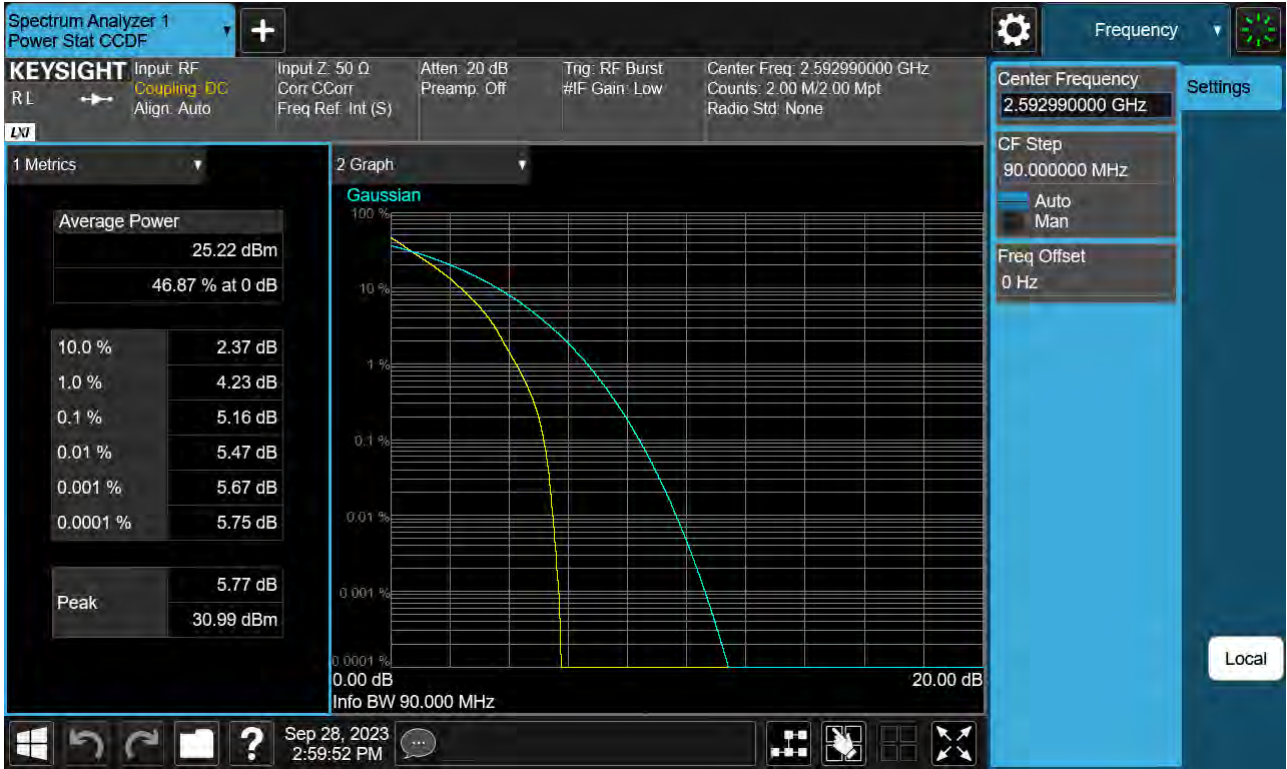 Spectrum Analyzer 1
Power Stat CCDF
Frequency
KEYSIGHT
R L
LXI
Input: RF
Coupling: DC
Align: Auto
Input Z: 50 Ω
Corr CCorr
Freq Ref: Int (S)
Atten: 20 dB
Preamp: Off
Trig: RF Burst
#IF Gain: Low
Center Freq: 2.592990000 GHz
Counts: 2.00 M/2.00 Mpt
Radio Std: None
Center Frequency
2.592990000 GHz
Settings
CF Step
90.000000 MHz
Auto
Man
Freq Offset
0 Hz
1 Metrics
Average Power
25.22 dBm
46.87 % at 0 dB
10.0 % 2.37 dB
1.0 % 4.23 dB
0.1 % 5.16 dB
0.01 % 5.47 dB
0.001 % 5.67 dB
0.0001 % 5.75 dB
Peak
5.77 dB
30.99 dBm
2 Graph
Gaussian
100 %
10 %
1 %
0.1 %
0.01 %
0.001 %
0.0001 %
0.00 dB 20.00 dB
Info BW 90.000 MHz
Local
?
Sep 28, 2023
2:59:52 PM